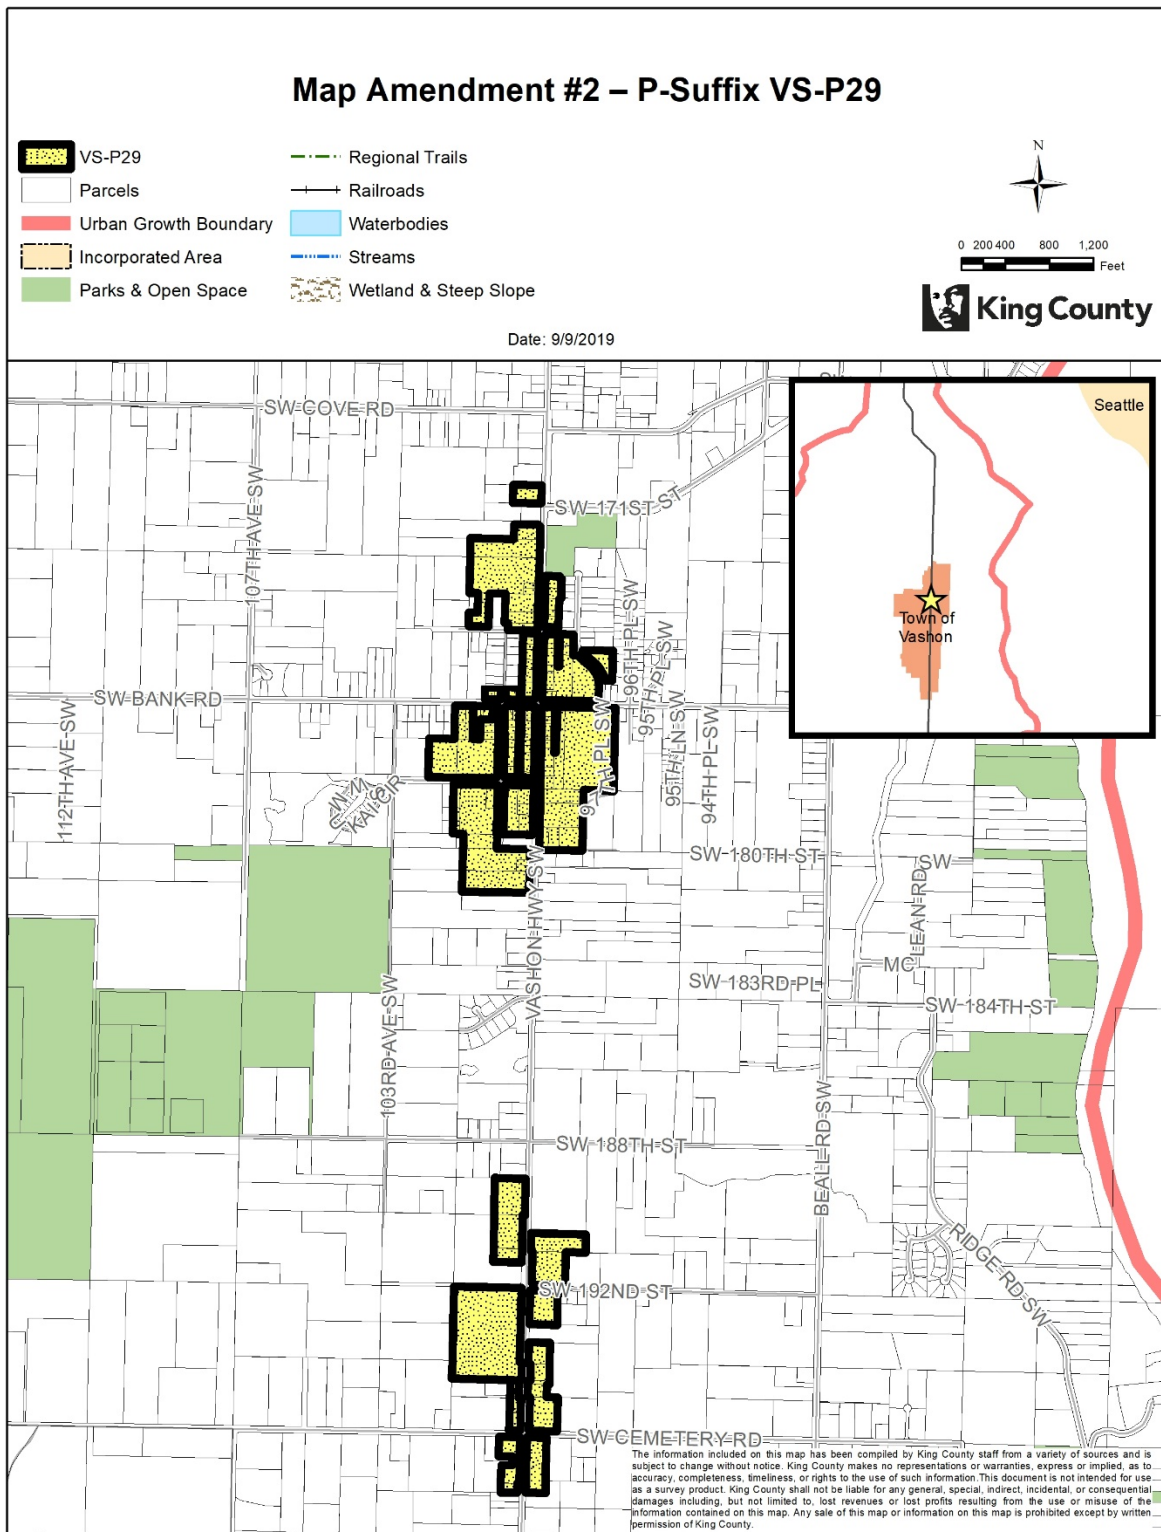 Map Amendment #2 – P-Suffix VS-P29
VS-P29
Parcels
Urban Growth Boundary
Incorporated Area
Parks & Open Space
Regional Trails
Railroads
Waterbodies
Streams
Wetland & Steep Slope
N
0 200 400 800 1,200
Feet
King County
Date: 9/9/2019
Seattle
Town of
Vashon
SW COVE RD
107TH AVE SW
SW 171ST ST
96TH PL SW
95TH PL SW
SW BANK RD
112TH AVE SW
97TH PL SW
95TH LN SW
94TH PL SW
KAI CIR
SW 180TH ST
SW
VASHON HWY SW
MCLEAN RD
SW 183RD PL
SW 184TH ST
103RD AVE SW
BEALL RD SW
SW 188TH ST
RIDGE RD SW
SW 192ND ST
SW CEMETERY RD
The information included on this map has been compiled by King County staff from a variety of sources and is
subject to change without notice. King County makes no representations or warranties, express or implied, as to
accuracy, completeness, timeliness, or rights to the use of such information. This document is not intended for use
as a survey product. King County shall not be liable for any general, special, indirect, incidental, or consequential
damages including, but not limited to, lost revenues or lost profits resulting from the use or misuse of the
information contained on this map. Any sale of this map or information on this map is prohibited except by written
permission of King County.